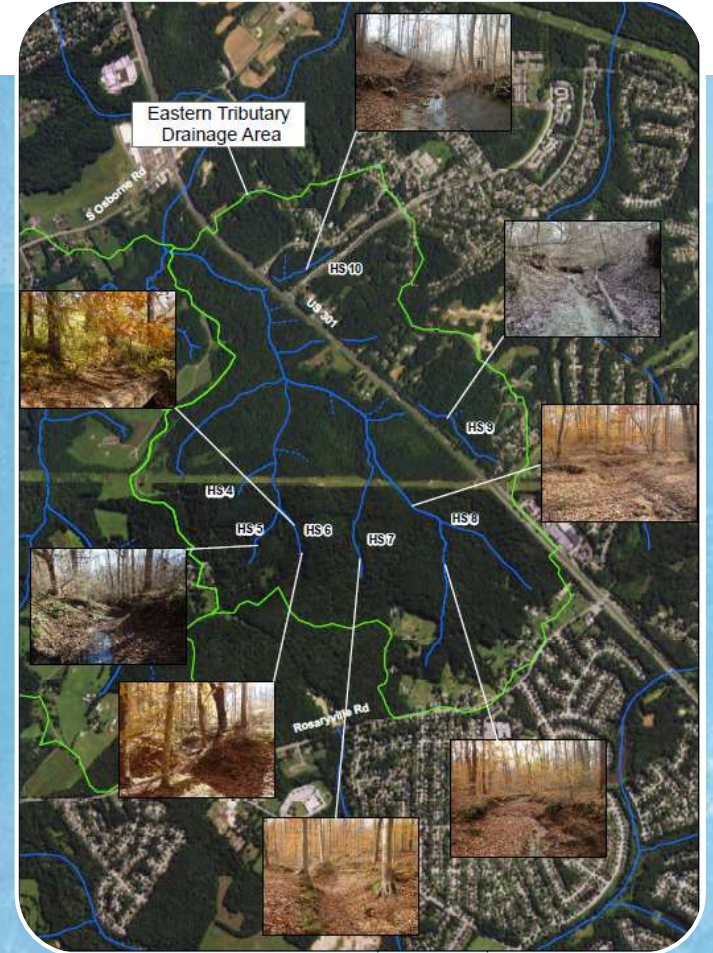 Eastern Tributary
Drainage Area
S Osborne Rd
HS 10
US 301
HS 9
HS 4
HS 8
HS 5
HS 6
HS 7
Rosaryville Rd